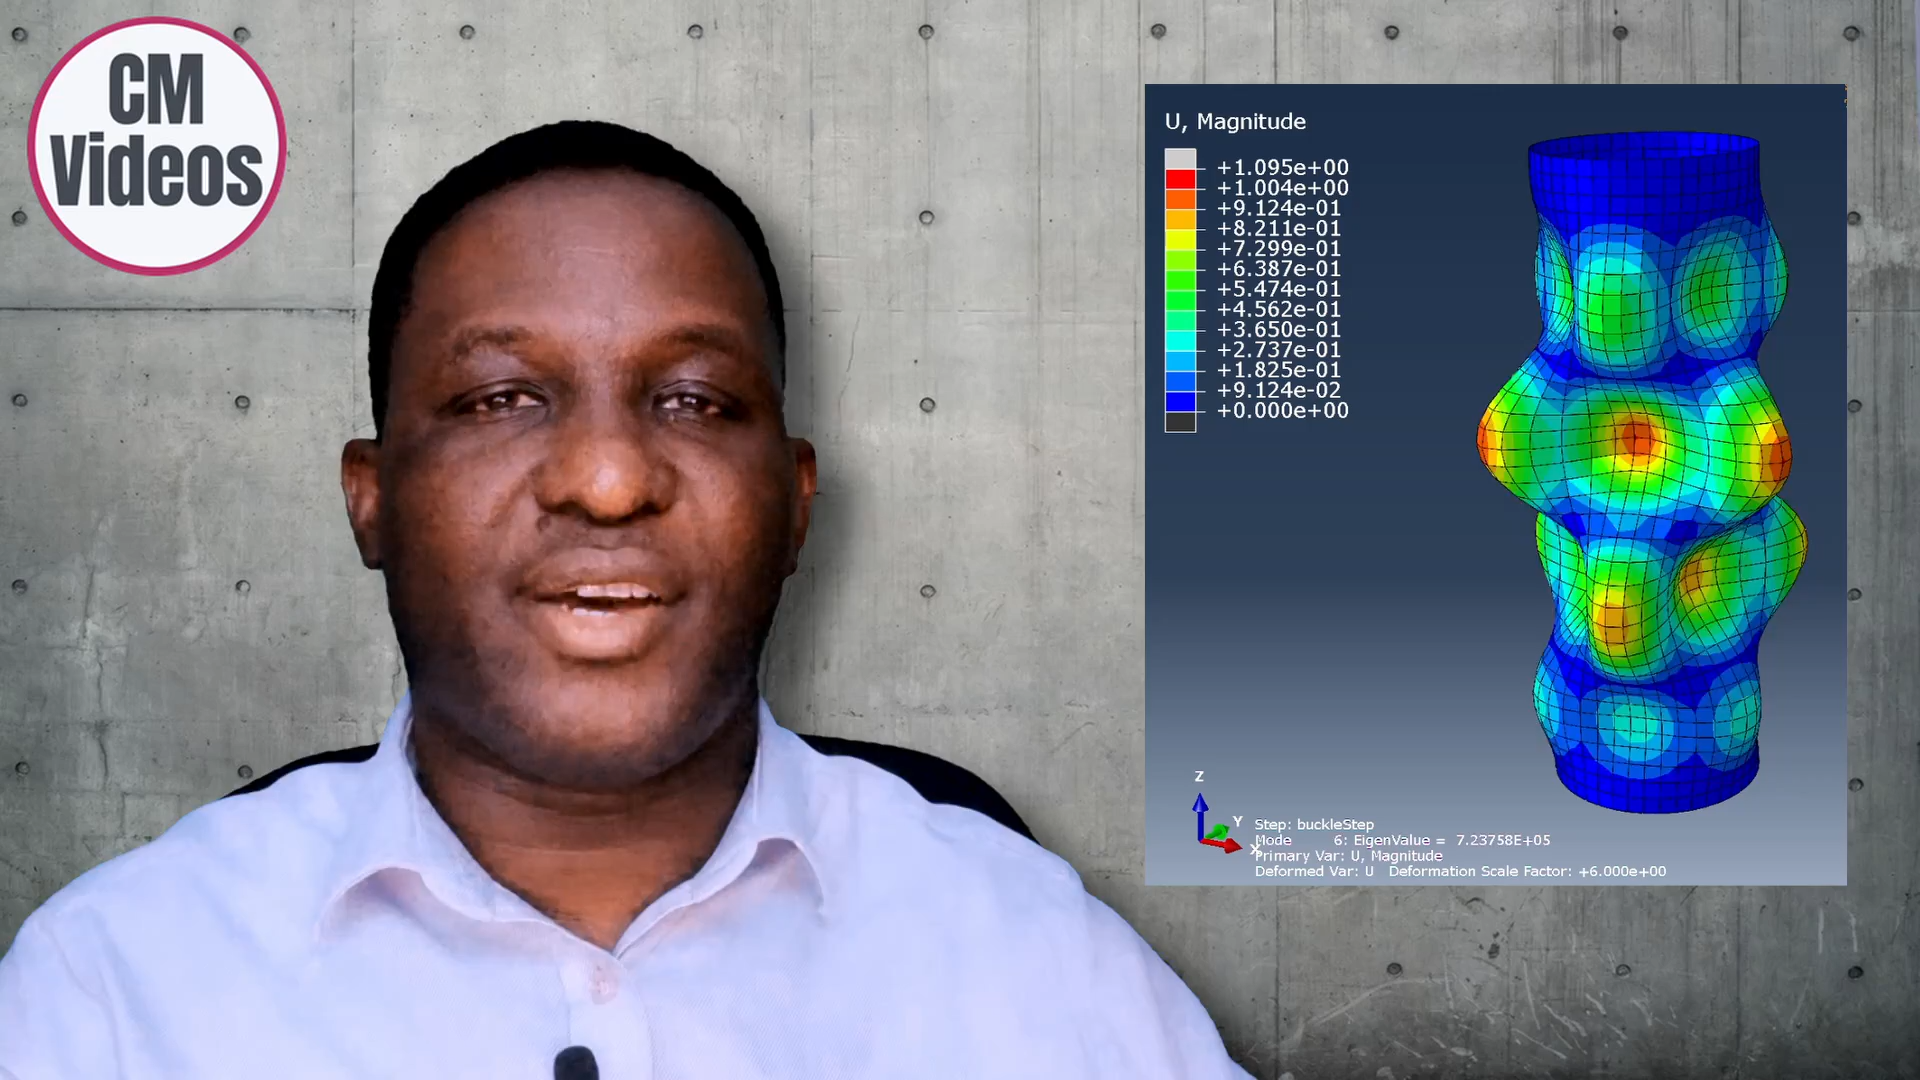 CM
Videos
U, Magnitude
+1.095e+00
+1.004e+00
+9.124e-01
+8.211e-01
+7.299e-01
+6.387e-01
+5.474e-01
+4.562e-01
+3.650e-01
+2.737e-01
+1.825e-01
+9.124e-02
+0.000e+00
Z
Y
X
Step: buckleStep
Mode 6: EigenValue = 7.23758E+05
Primary Var: U, Magnitude
Deformed Var: U Deformation Scale Factor: +6.000e+00